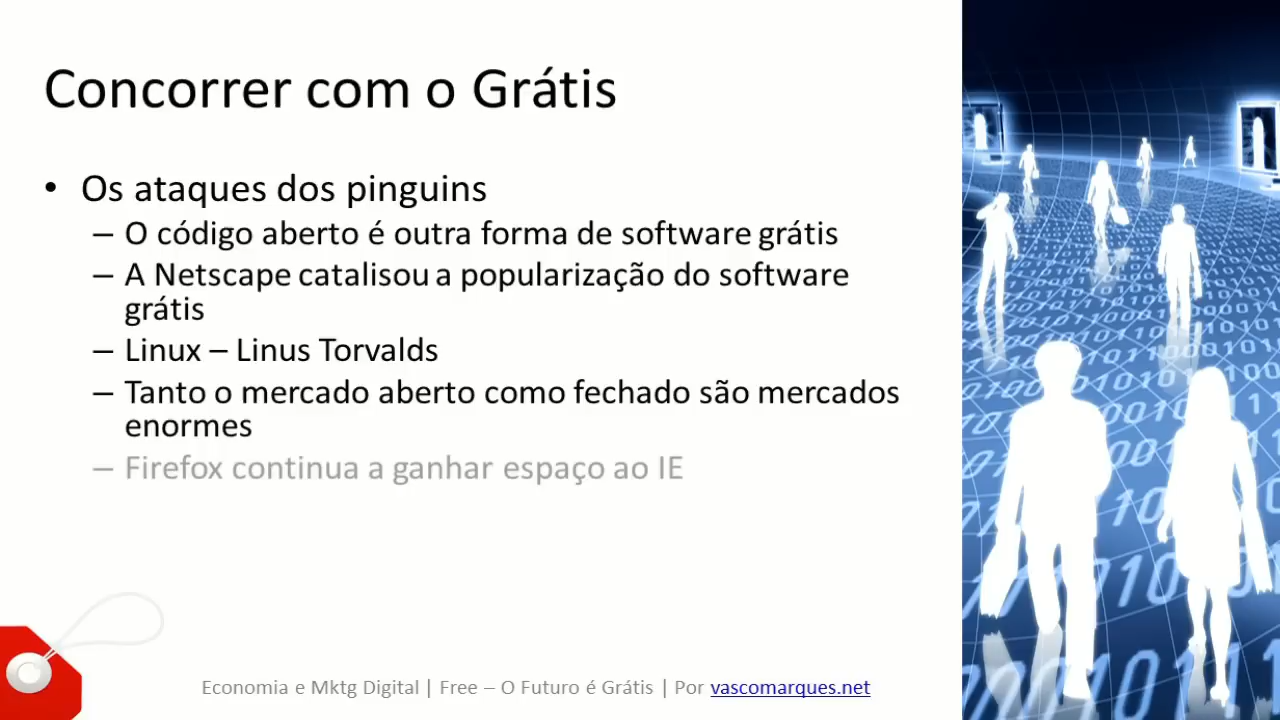 Concorrer com o Grátis
• Os ataques dos pinguins
– O código aberto é outra forma de software grátis
– A Netscape catalisou a popularização do software
grátis
– Linux – Linus Torvalds
– Tanto o mercado aberto como fechado são mercados
enormes
– Firefox continua a ganhar espaço ao IE
Economia e Mktg Digital | Free – O Futuro é Grátis | Por vascomarques.net